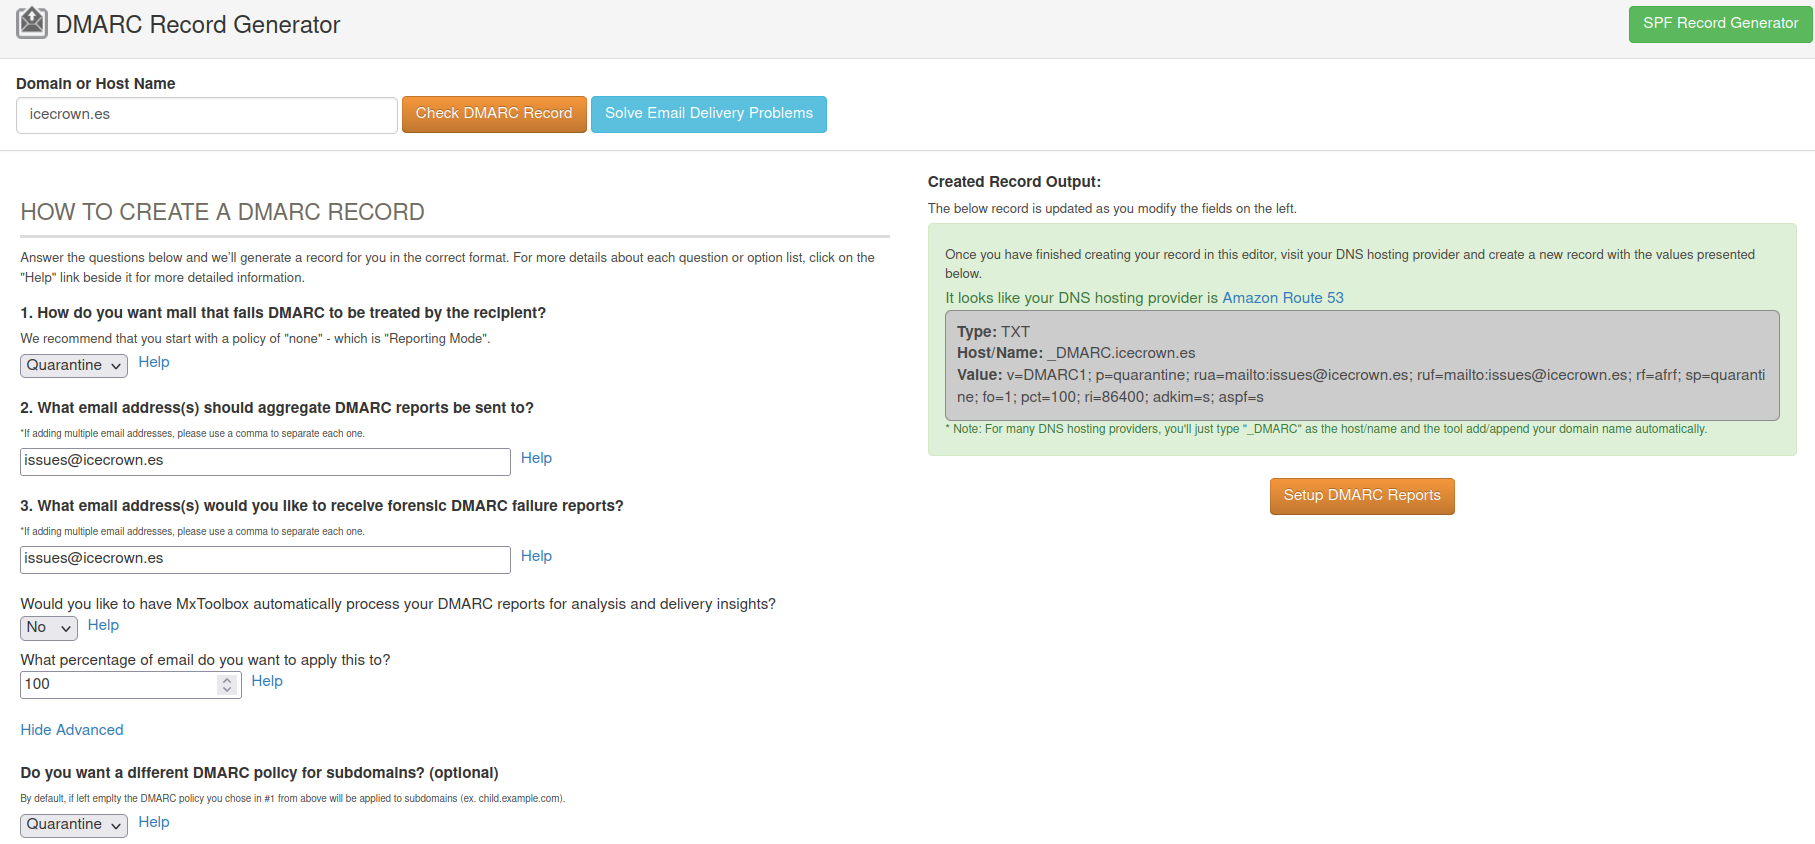 DMARC Record Generator
SPF Record Generator
Domain or Host Name
icecrown.es
Check DMARC Record
Solve Email Delivery Problems
HOW TO CREATE A DMARC RECORD
Answer the questions below and we'll generate a record for you in the correct format. For more details about each question or option list, click on the
"Help" link beside it for more detailed information.
1. How do you want mail that fails DMARC to be treated by the recipient?
We recommend that you start with a policy of "none" - which is "Reporting Mode".
Quarantine
Help
2. What email address(s) should aggregate DMARC reports be sent to?
*If adding multiple email addresses, please use a comma to separate each one.
issues@icecrown.es
Help
3. What email address(s) would you like to receive forensic DMARC failure reports?
*If adding multiple email addresses, please use a comma to separate each one.
issues@icecrown.es
Help
Would you like to have MxToolbox automatically process your DMARC reports for analysis and delivery insights?
No
Help
What percentage of email do you want to apply this to?
100
Help
Hide Advanced
Do you want a different DMARC policy for subdomains? (optional)
By default, if left emplty the DMARC policy you chose in #1 from above will be applied to subdomains (ex. child.example.com).
Quarantine
Help
Created Record Output:
The below record is updated as you modify the fields on the left.
Once you have finished creating your record in this editor, visit your DNS hosting provider and create a new record with the values presented
below.
It looks like your DNS hosting provider is Amazon Route 53
Type: TXT
Host/Name: _DMARC.icecrown.es
Value: v=DMARC1; p=quarantine; rua=mailto:issues@icecrown.es; ruf=mailto:issues@icecrown.es; rf=afrf; sp=quaranti
ne; fo=1; pct=100; ri=86400; adkim=s; aspf=s
* Note: For many DNS hosting providers, you'll just type "_DMARC" as the host/name and the tool add/append your domain name automatically.
Setup DMARC Reports